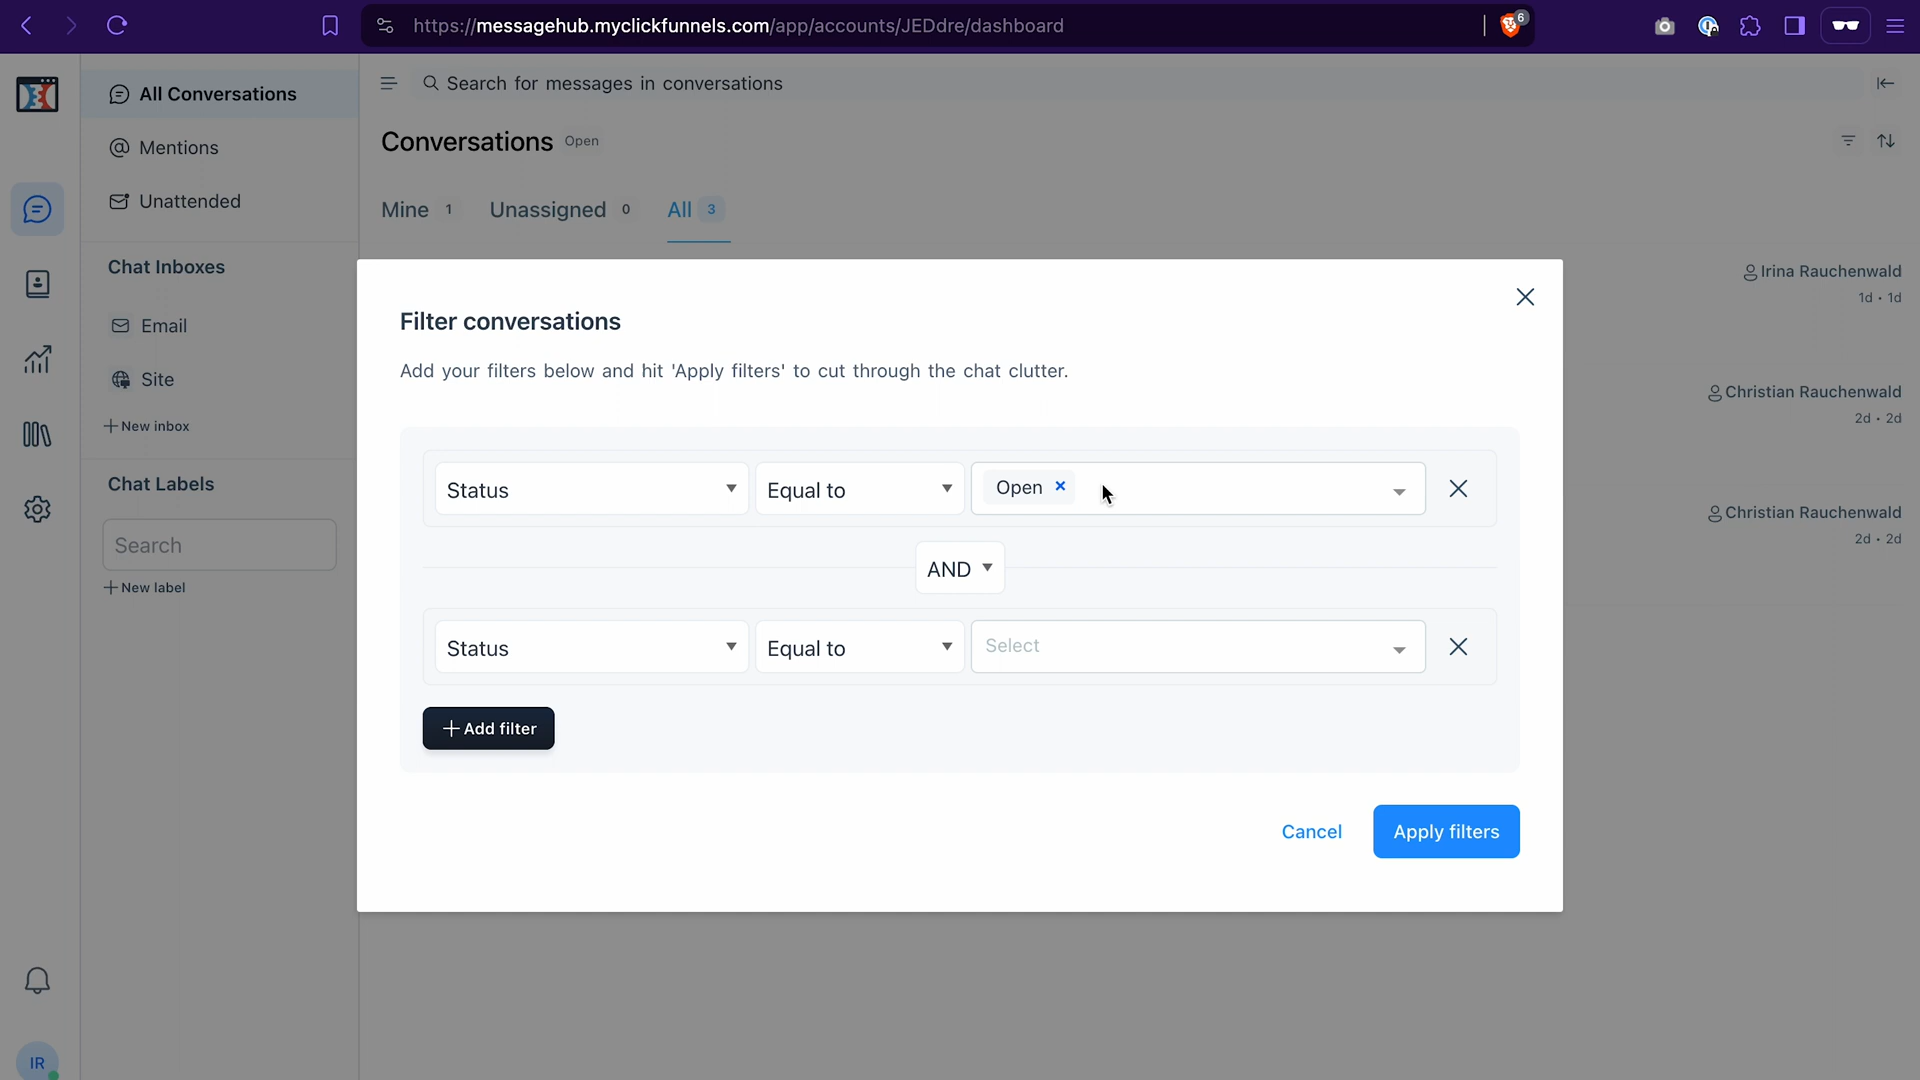 https://messagehub.myclickfunnels.com/app/accounts/JEDdre/dashboard
6
All Conversations
Search for messages in conversations
Conversations Open
Mentions
Unattended
Mine 1 Unassigned 0 All 3
Chat Inboxes
Irina Rauchenwald
1d • 1d
Email
Site
New inbox
Filter conversations
Add your filters below and hit 'Apply filters' to cut through the chat clutter.
Christian Rauchenwald
2d • 2d
Chat Labels
Search
New label
Status Equal to Open ×
Christian Rauchenwald
2d • 2d
AND
Status Equal to Select
Add filter
Cancel Apply filters
IR